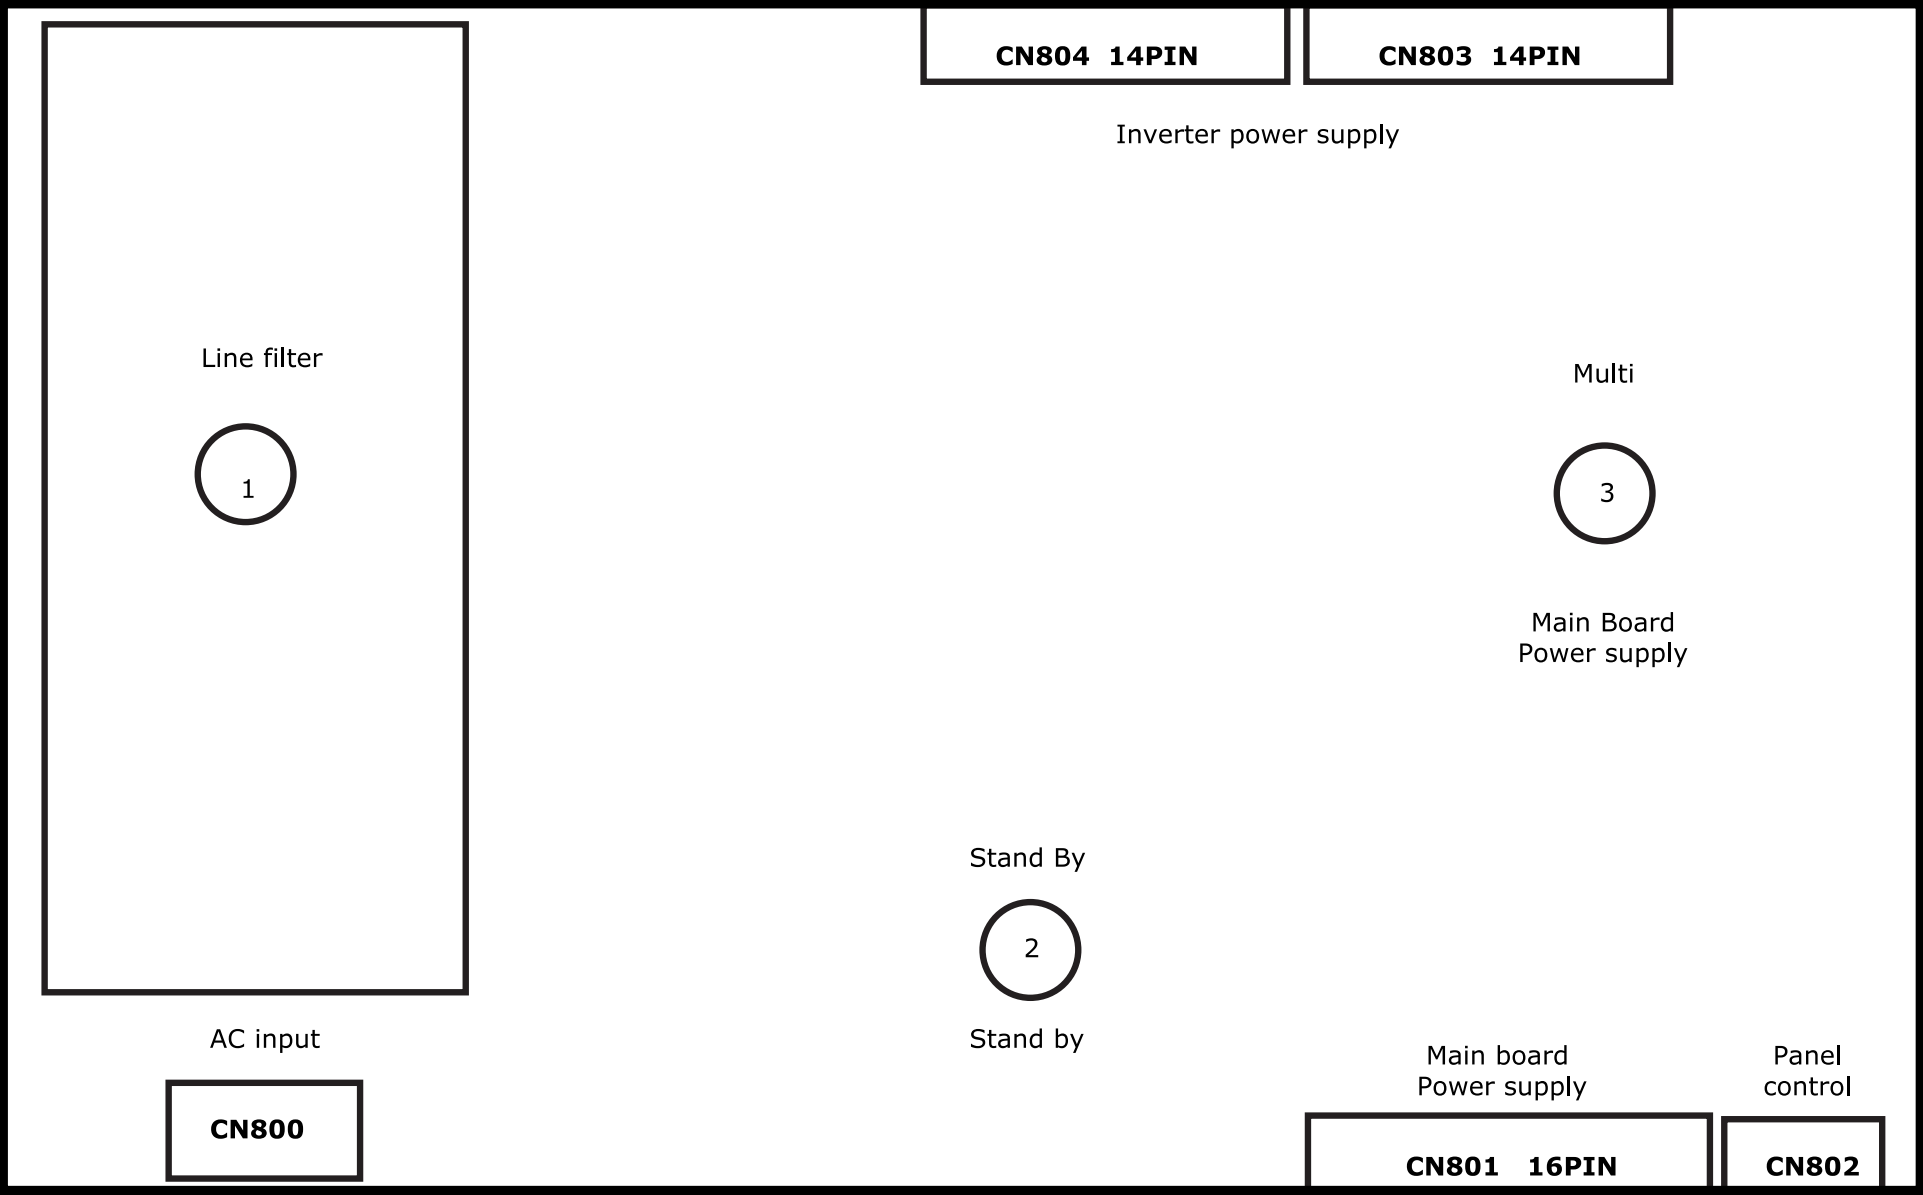 CN804 14PIN
CN803 14PIN
Inverter power supply
Line filter
1
Multi
3
Main Board
Power supply
Stand By
2
Stand by
AC input
CN800
Main board
Power supply
CN801 16PIN
Panel
control
CN802